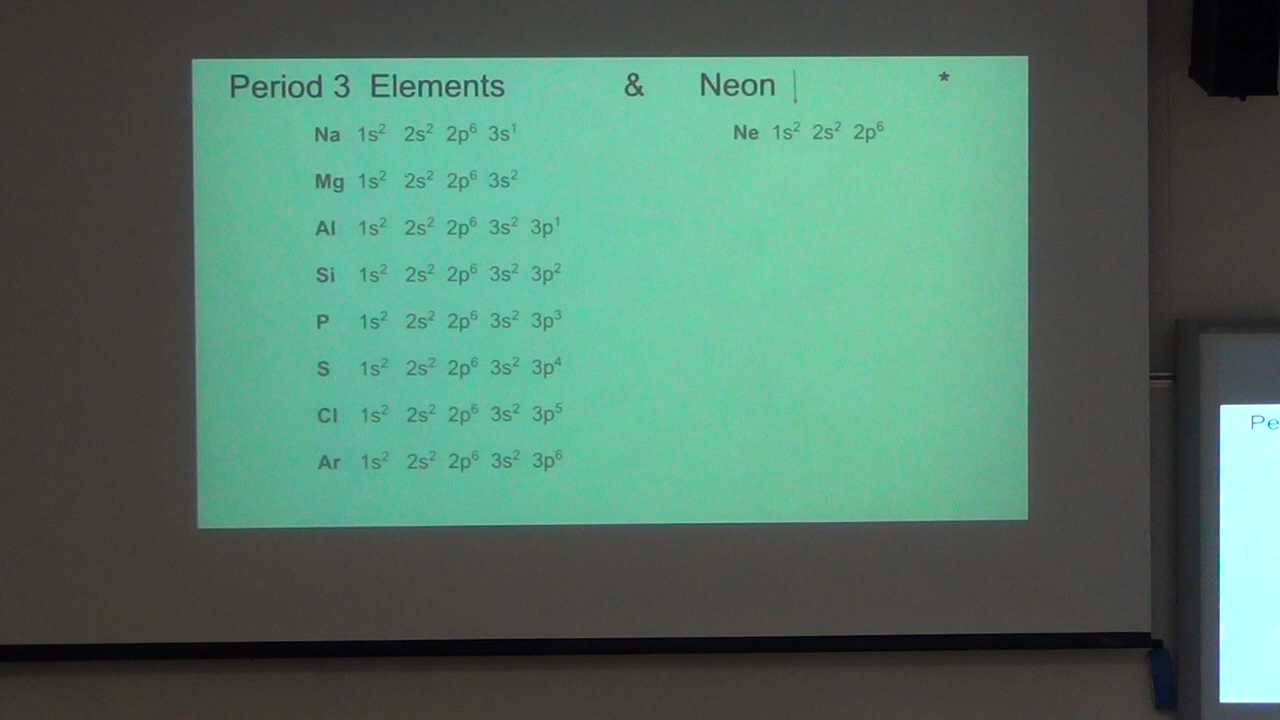 Period 3 Elements & Neon *
Na 1s² 2s² 2p⁶ 3s¹ Ne 1s² 2s² 2p⁶
Mg 1s² 2s² 2p⁶ 3s²
Al 1s² 2s² 2p⁶ 3s² 3p¹
Si 1s² 2s² 2p⁶ 3s² 3p²
P 1s² 2s² 2p⁶ 3s² 3p³
S 1s² 2s² 2p⁶ 3s² 3p⁴
Cl 1s² 2s² 2p⁶ 3s² 3p⁵
Ar 1s² 2s² 2p⁶ 3s² 3p⁶
Pe